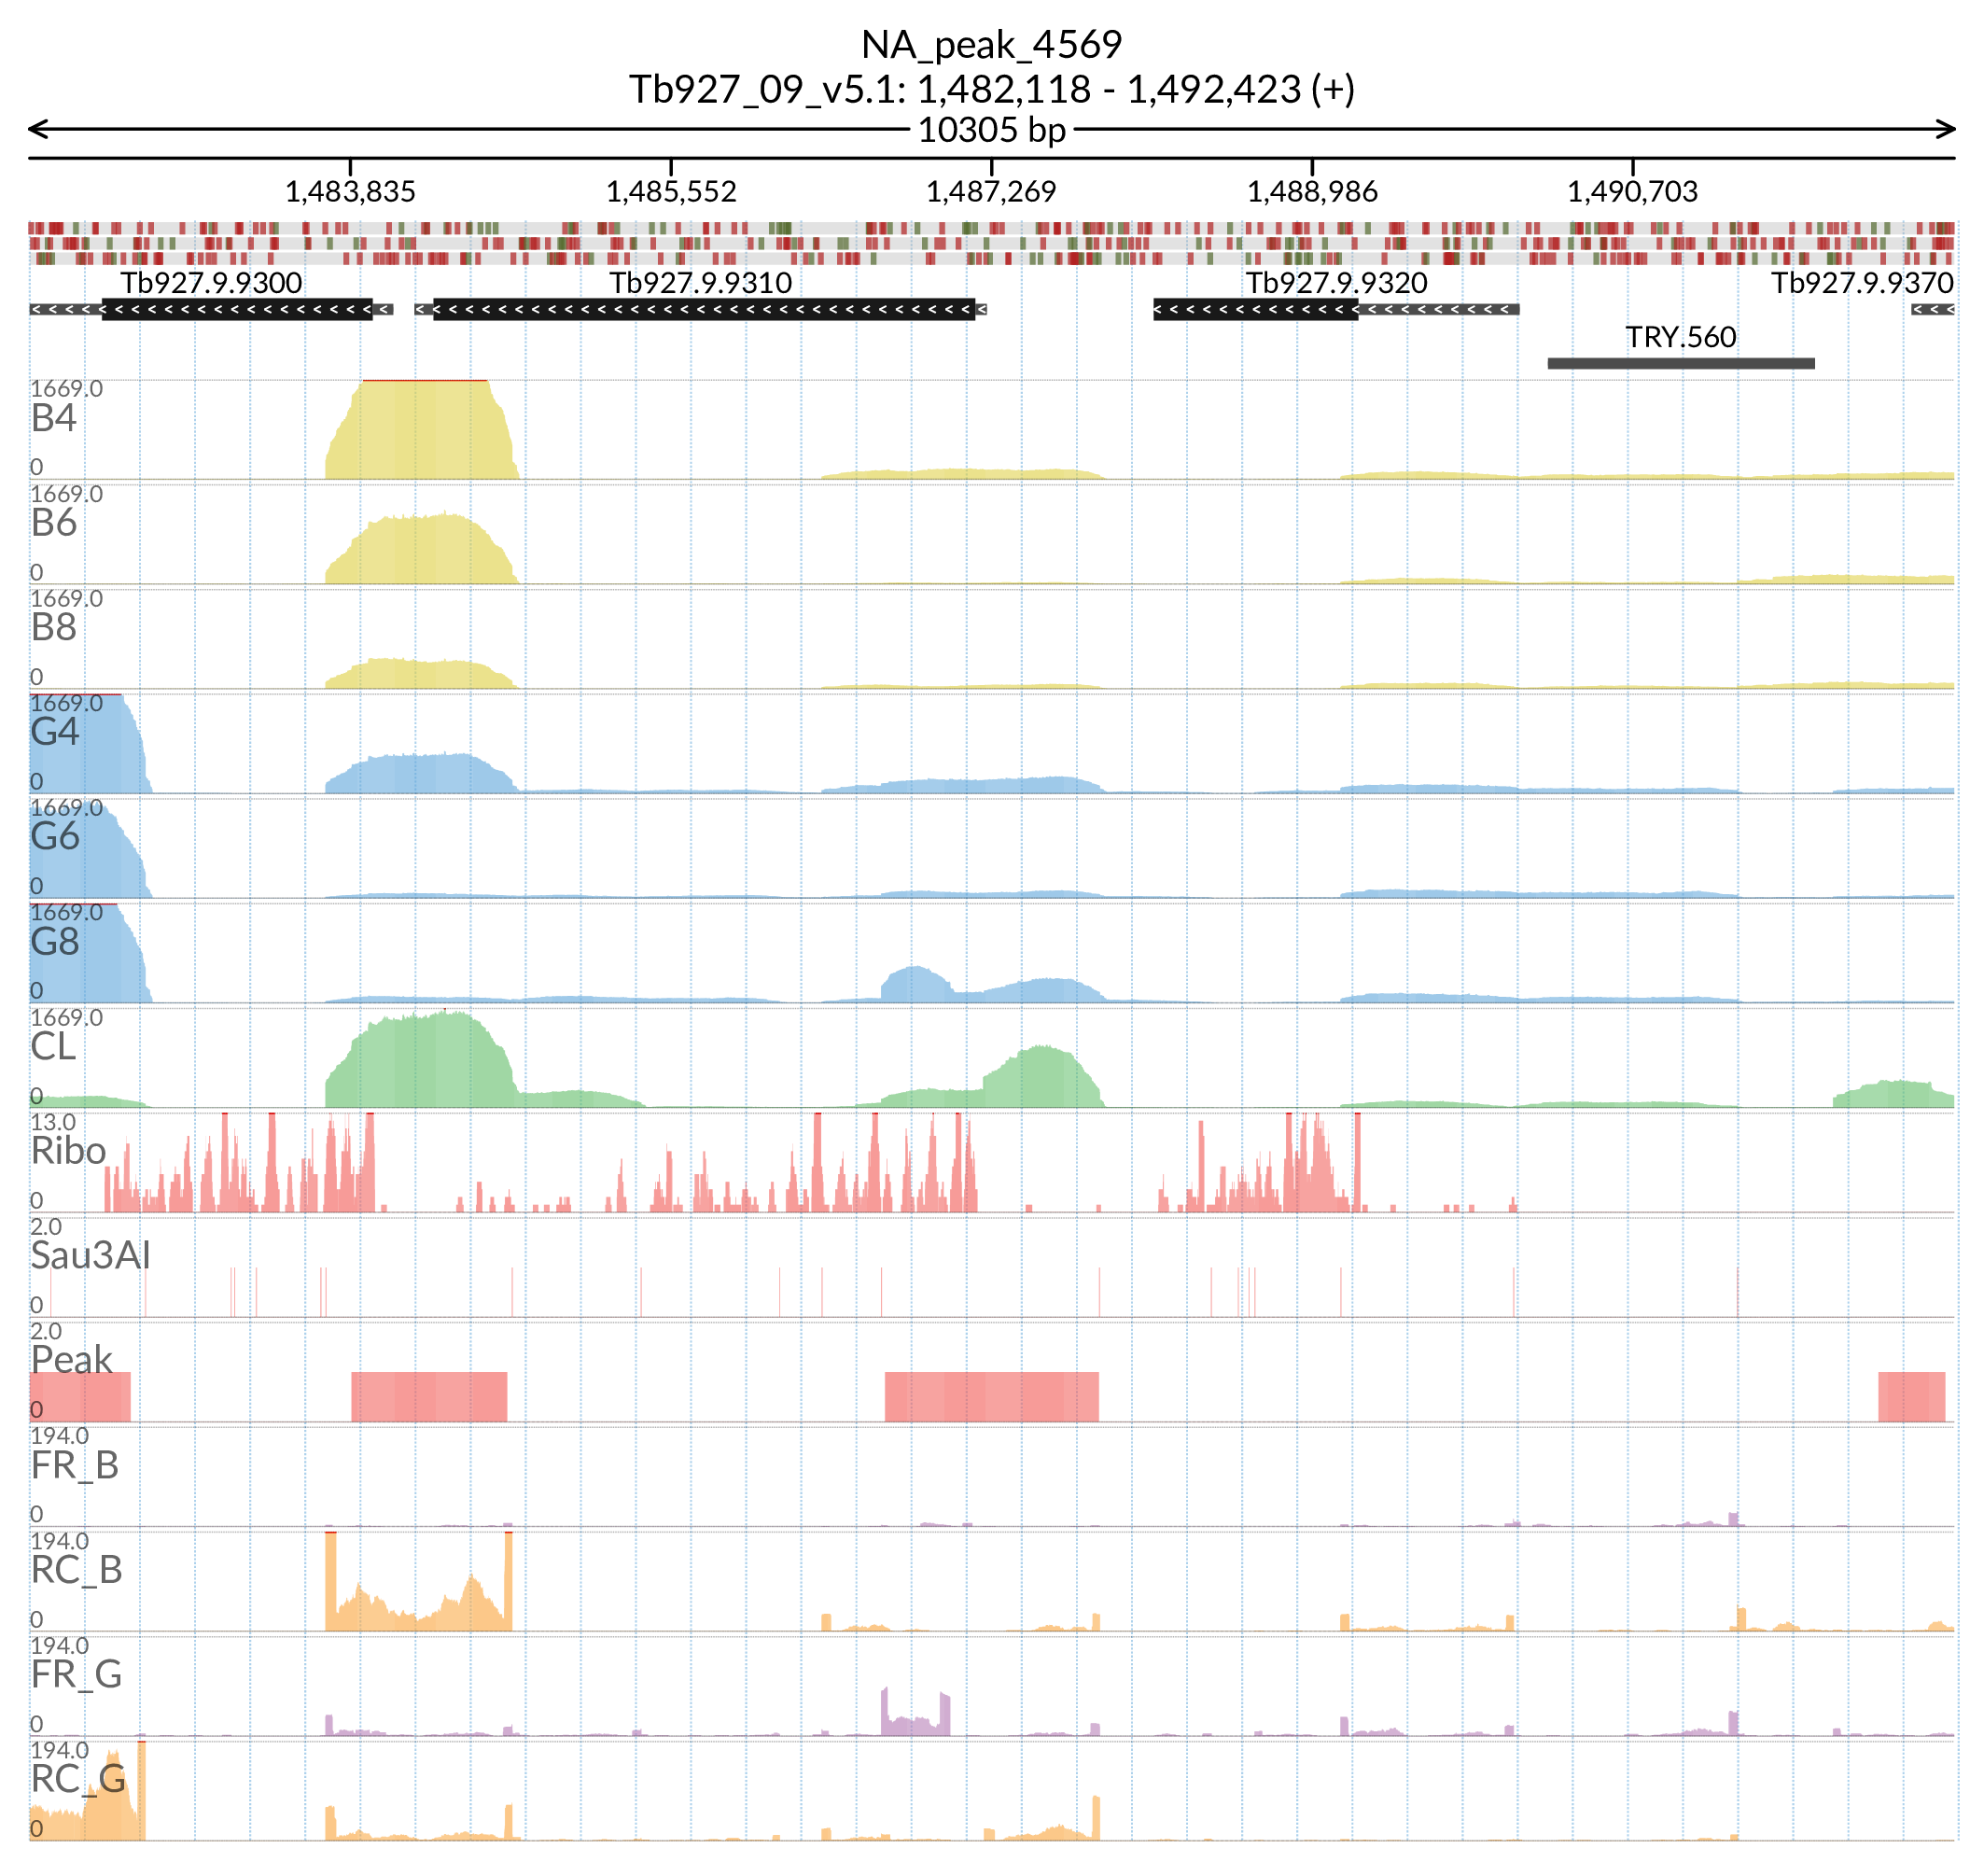 NA_peak_4569
Tb927_09_v5.1: 1,482,118 - 1,492,423 (+)
10305 bp
1,483,835 1,485,552 1,487,269 1,488,986 1,490,703
Tb927.9.9300 Tb927.9.9310 Tb927.9.9320 Tb927.9.9370
TRY.560
1669.0
B4
0
1669.0
B6
0
1669.0
B8
0
1669.0
G4
0
1669.0
G6
0
1669.0
G8
0
1669.0
CL
0
13.0
Ribo
0
2.0
Sau3AI
0
2.0
Peak
0
194.0
FR_B
0
194.0
RC_B
0
194.0
FR_G
0
194.0
RC_G
0